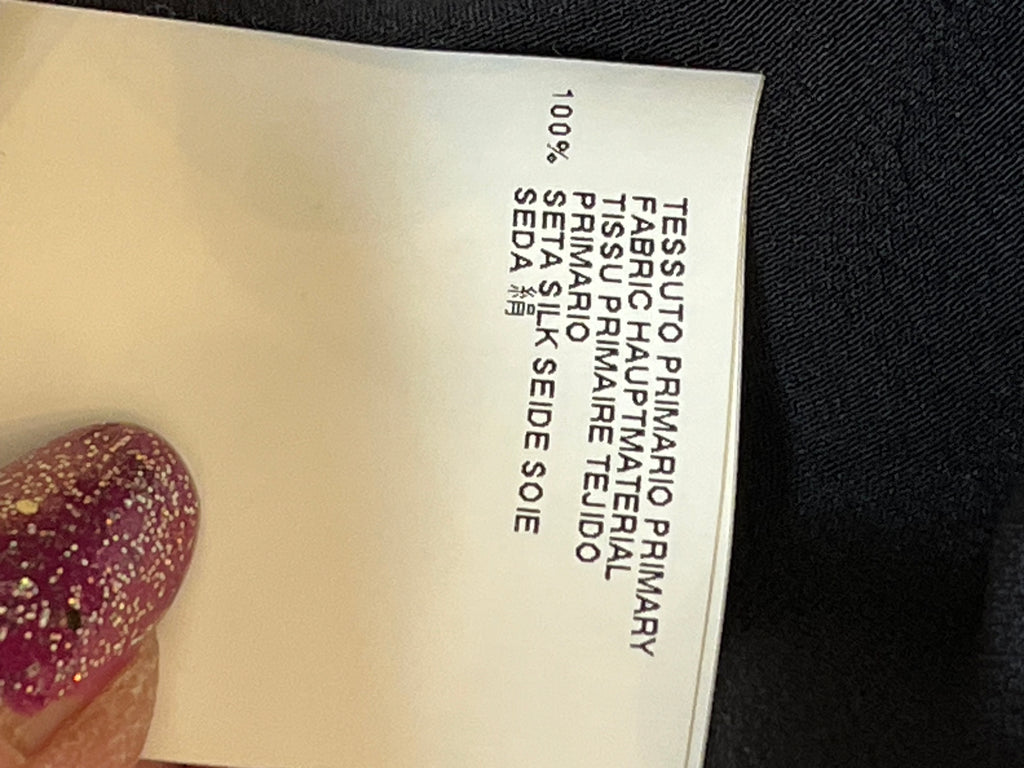 TESSUTO PRIMARIO PRIMARY
FABRIC HAUPTMATERIAL
TISSU PRIMAIRE TEJIDO
PRIMARIO
100% SETA SILK SEIDE SOIE
SEDA 絹